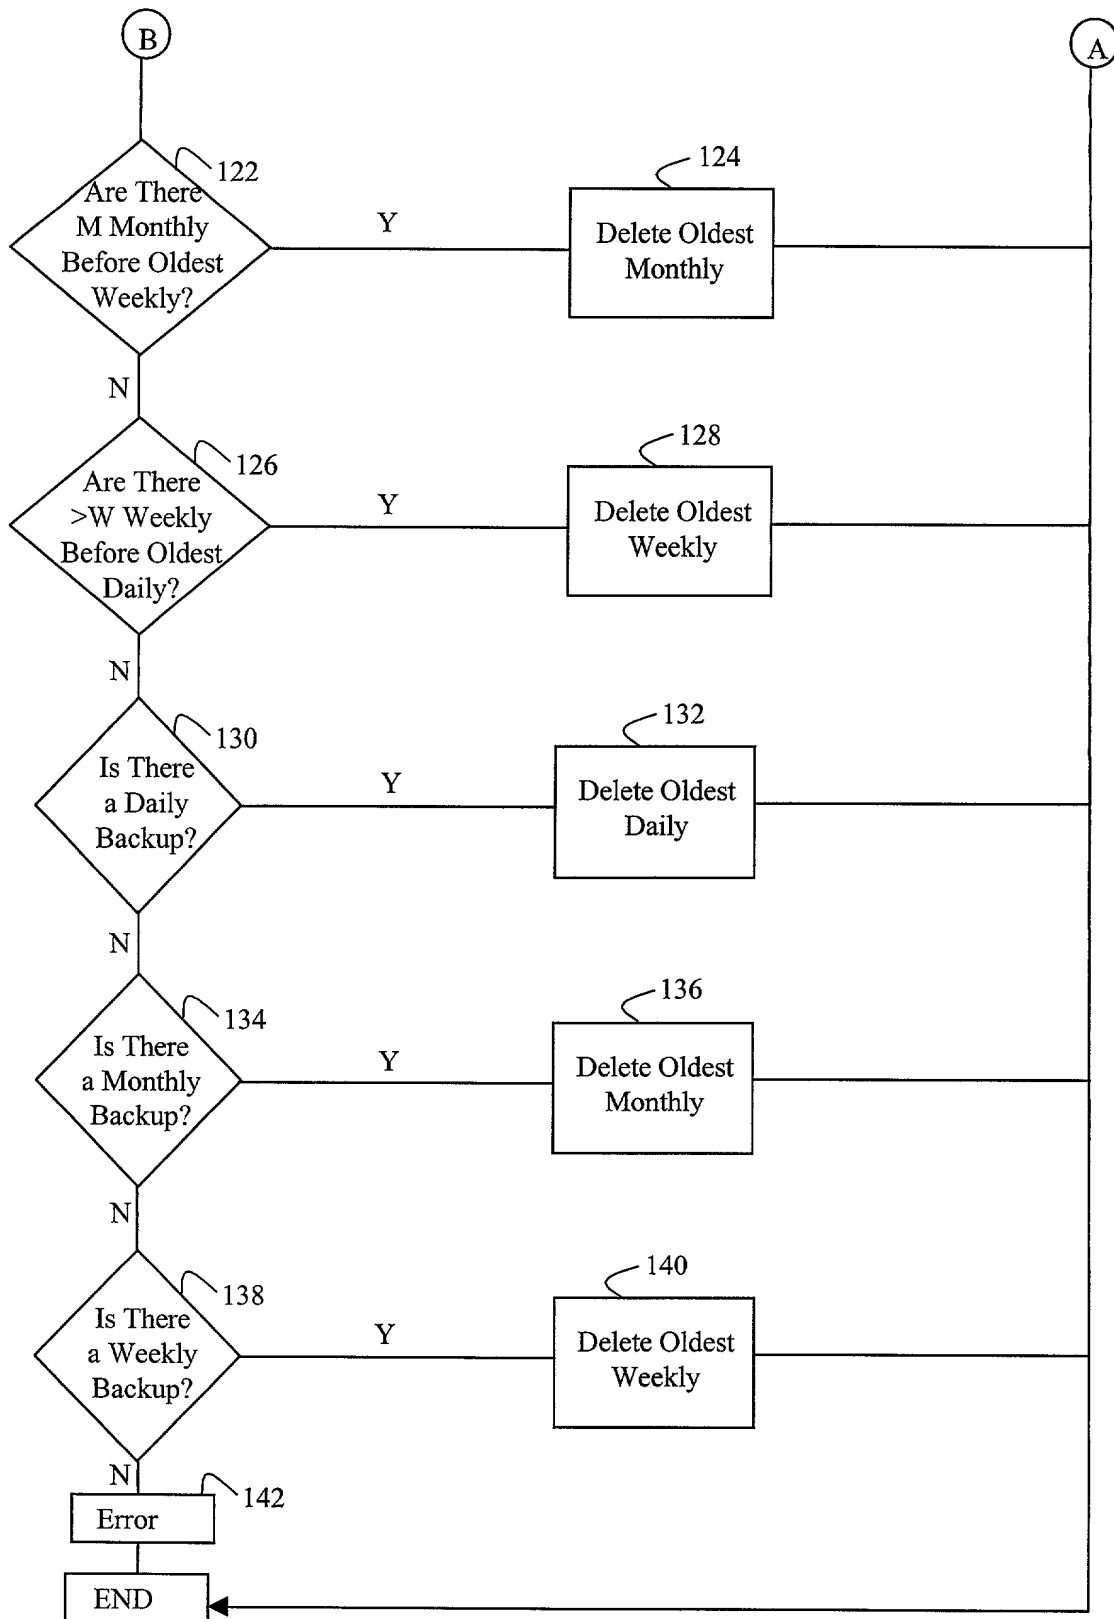 B
A
122
Are There
M Monthly
Before Oldest
Weekly?
Y
124
Delete Oldest
Monthly
N
126
Are There
>W Weekly
Before Oldest
Daily?
Y
128
Delete Oldest
Weekly
N
130
Is There
a Daily
Backup?
Y
132
Delete Oldest
Daily
N
134
Is There
a Monthly
Backup?
Y
136
Delete Oldest
Monthly
N
138
Is There
a Weekly
Backup?
Y
140
Delete Oldest
Weekly
N
142
Error
END